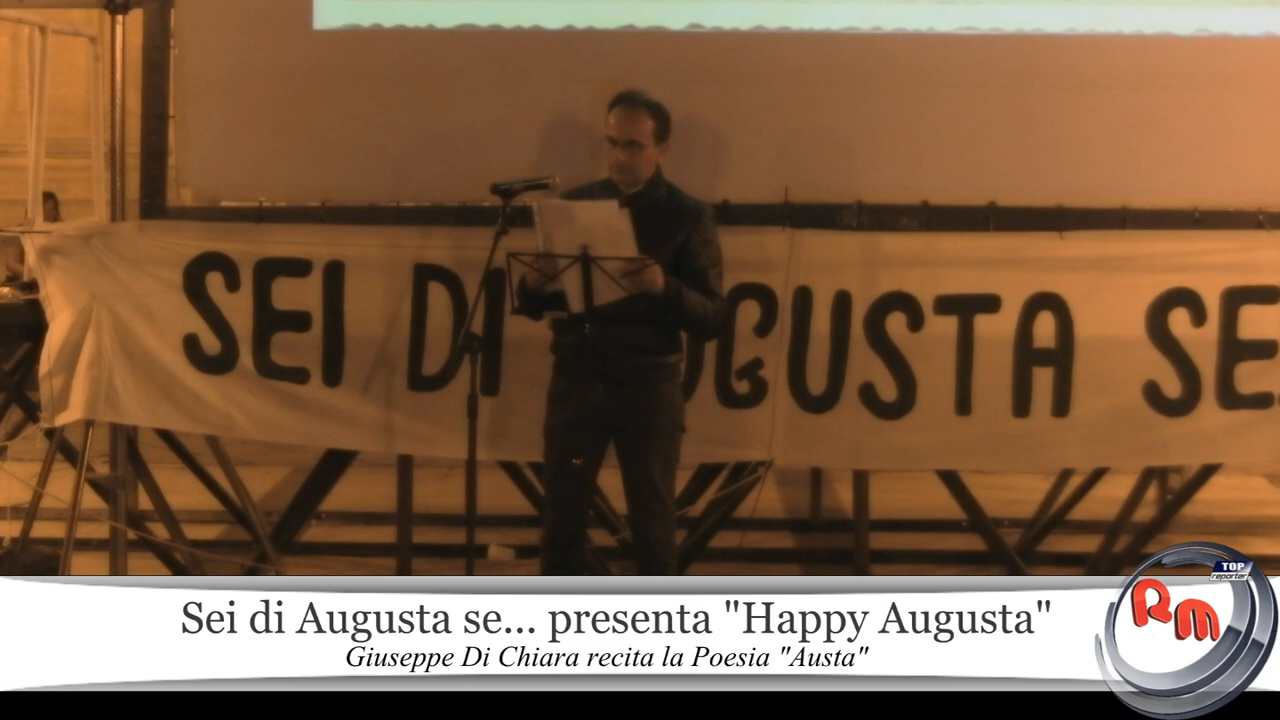 SEI DI UGUSTA SE
Sei di Augusta se... presenta "Happy Augusta"
Giuseppe Di Chiara recita la Poesia "Austa"
TOP
reporter
RM